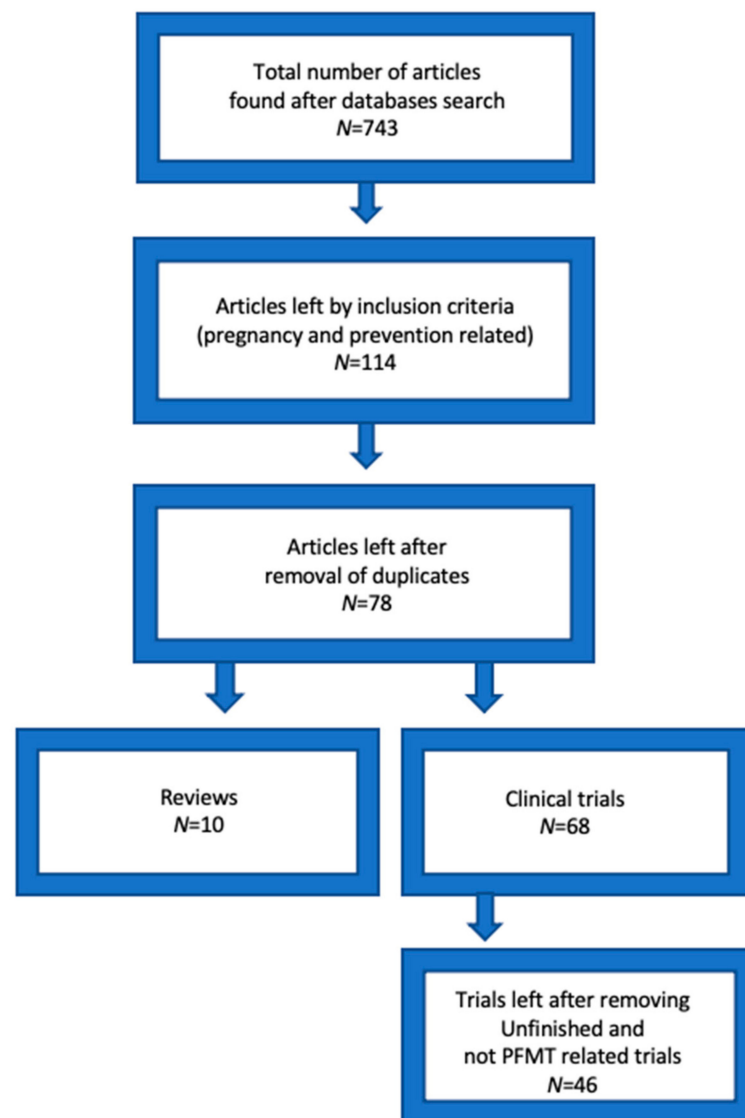 Total number of articles
found after databases search
N=743
Articles left by inclusion criteria
(pregnancy and prevention related)
N=114
Articles left after
removal of duplicates
N=78
Reviews
N=10
Clinical trials
N=68
Trials left after removing
Unfinished and
not PFMT related trials
N=46